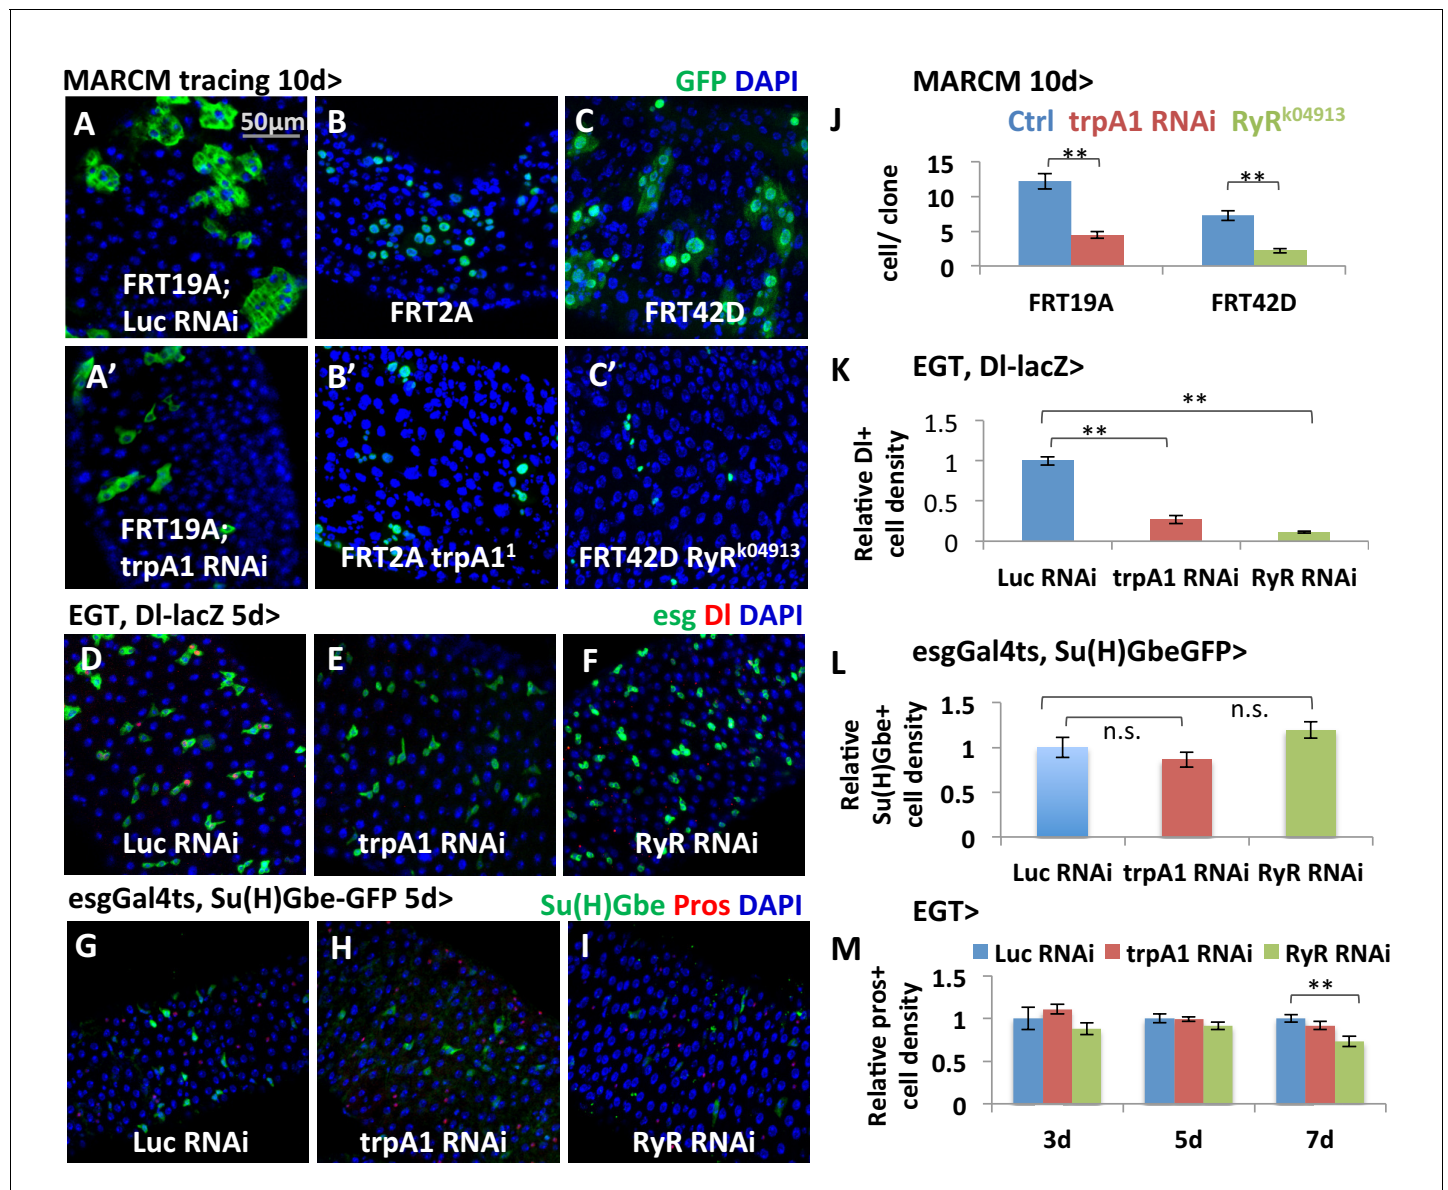 MARCM tracing 10d>
GFP DAPI
A
50μm
B
C
FRT19A;
Luc RNAi
FRT2A
FRT42D
A’
B’
C’
FRT19A;
trpA1 RNAi
FRT2A trpA1¹
FRT42D RyRᵏ⁰⁴⁹¹³
EGT, Dl-lacZ 5d>
esg Dl DAPI
D
E
F
Luc RNAi
trpA1 RNAi
RyR RNAi
esgGal4ts, Su(H)Gbe-GFP 5d>
Su(H)Gbe Pros DAPI
G
H
I
Luc RNAi
trpA1 RNAi
RyR RNAi
MARCM 10d>
J
Ctrl trpA1 RNAi RyRᵏ⁰⁴⁹¹³
cell/ clone
15
10
5
0
**
**
FRT19A
FRT42D
K
EGT, Dl-lacZ>
Relative Dl+
cell density
1.5
1
0.5
0
**
**
Luc RNAi trpA1 RNAi RyR RNAi
L
esgGal4ts, Su(H)GbeGFP>
Relative
Su(H)Gbe+
cell density
1.5
1
0.5
0
n.s.
n.s.
Luc RNAi trpA1 RNAi RyR RNAi
EGT>
M
Luc RNAi trpA1 RNAi RyR RNAi
Relative pros+
cell density
1.5
1
0.5
0
**
3d
5d
7d